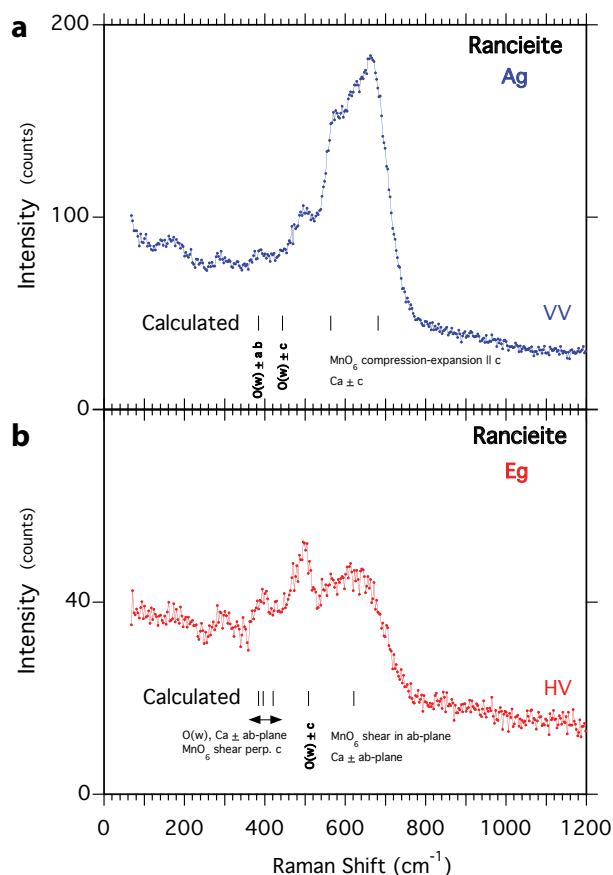 a
200
Rancieite
Ag
100
Intensity (counts)
VV
Calculated
O(w) ± a b
O(w) ± c
MnO6 compression-expansion || c
Ca ± c
0
b
Rancieite
Eg
40
Intensity (counts)
HV
Calculated
O(w), Ca ± ab-plane
MnO6 shear perp. c
O(w) ± c
MnO6 shear in ab-plane
Ca ± ab-plane
0
0 200 400 600 800 1000 1200
Raman Shift (cm-1)